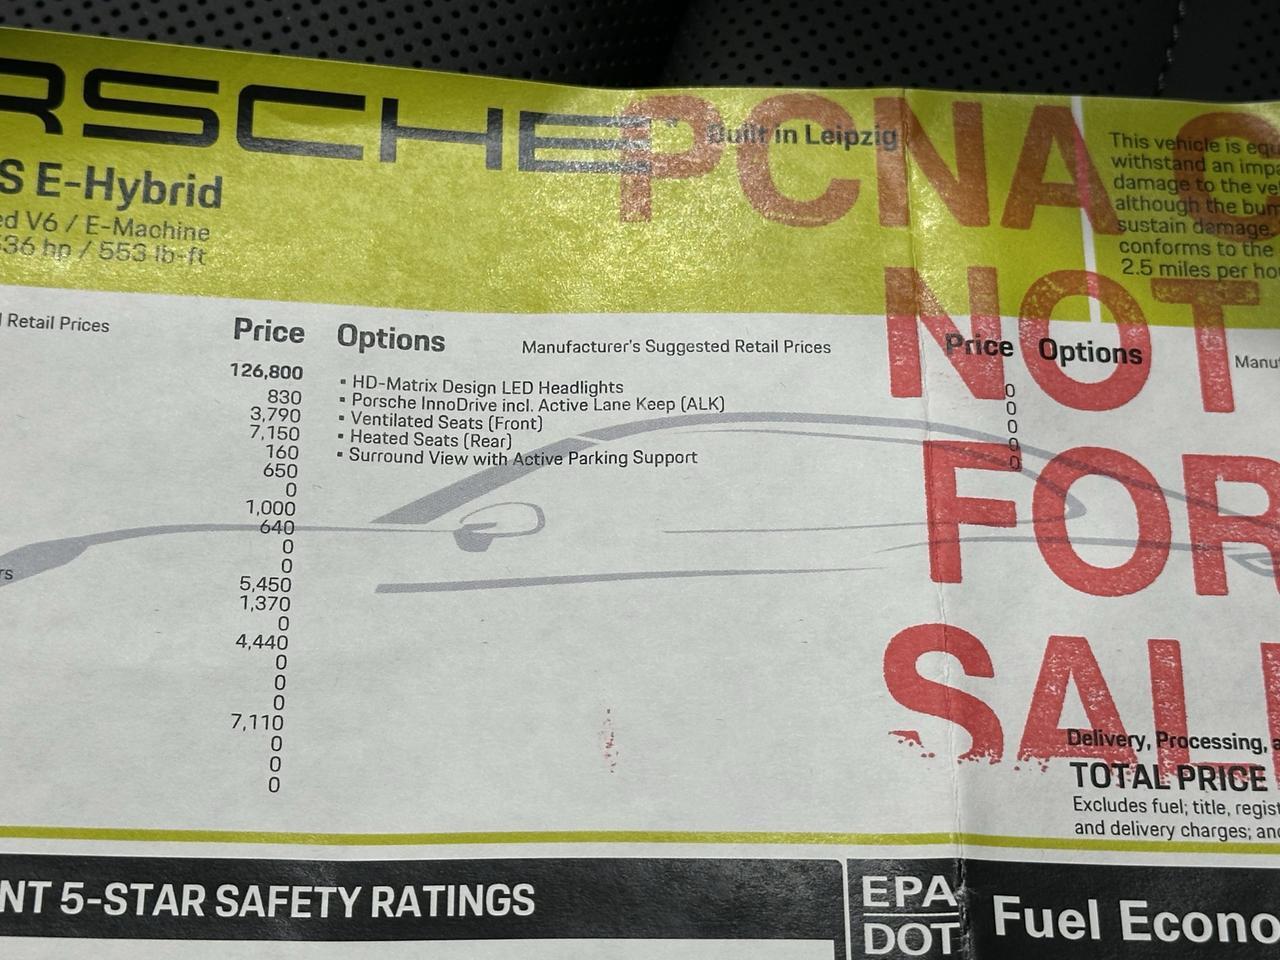 RSCHE
Built in Leipzig
PCNA
NOT
FOR
SAL
S E-Hybrid
ed V6 / E-Machine
536 hp / 553 lb-ft
This vehicle is equ
withstand an impa
damage to the ve
although the bum
sustain damage.
conforms to the
2.5 miles per ho
l Retail Prices
Price
126,800
830
3,790
7,150
160
650
0
1,000
640
0
0
5,450
1,370
0
4,440
0
0
0
7,110
0
0
0
rs
Options
Manufacturer's Suggested Retail Prices
Price
▪ HD-Matrix Design LED Headlights 0
▪ Porsche InnoDrive incl. Active Lane Keep (ALK) 0
▪ Ventilated Seats (Front) 0
▪ Heated Seats (Rear) 0
▪ Surround View with Active Parking Support 0
Options
Manuf
Delivery, Processing, a
TOTAL PRICE
Excludes fuel; title, regist
and delivery charges; and
NT 5-STAR SAFETY RATINGS
EPA
DOT
Fuel Econo